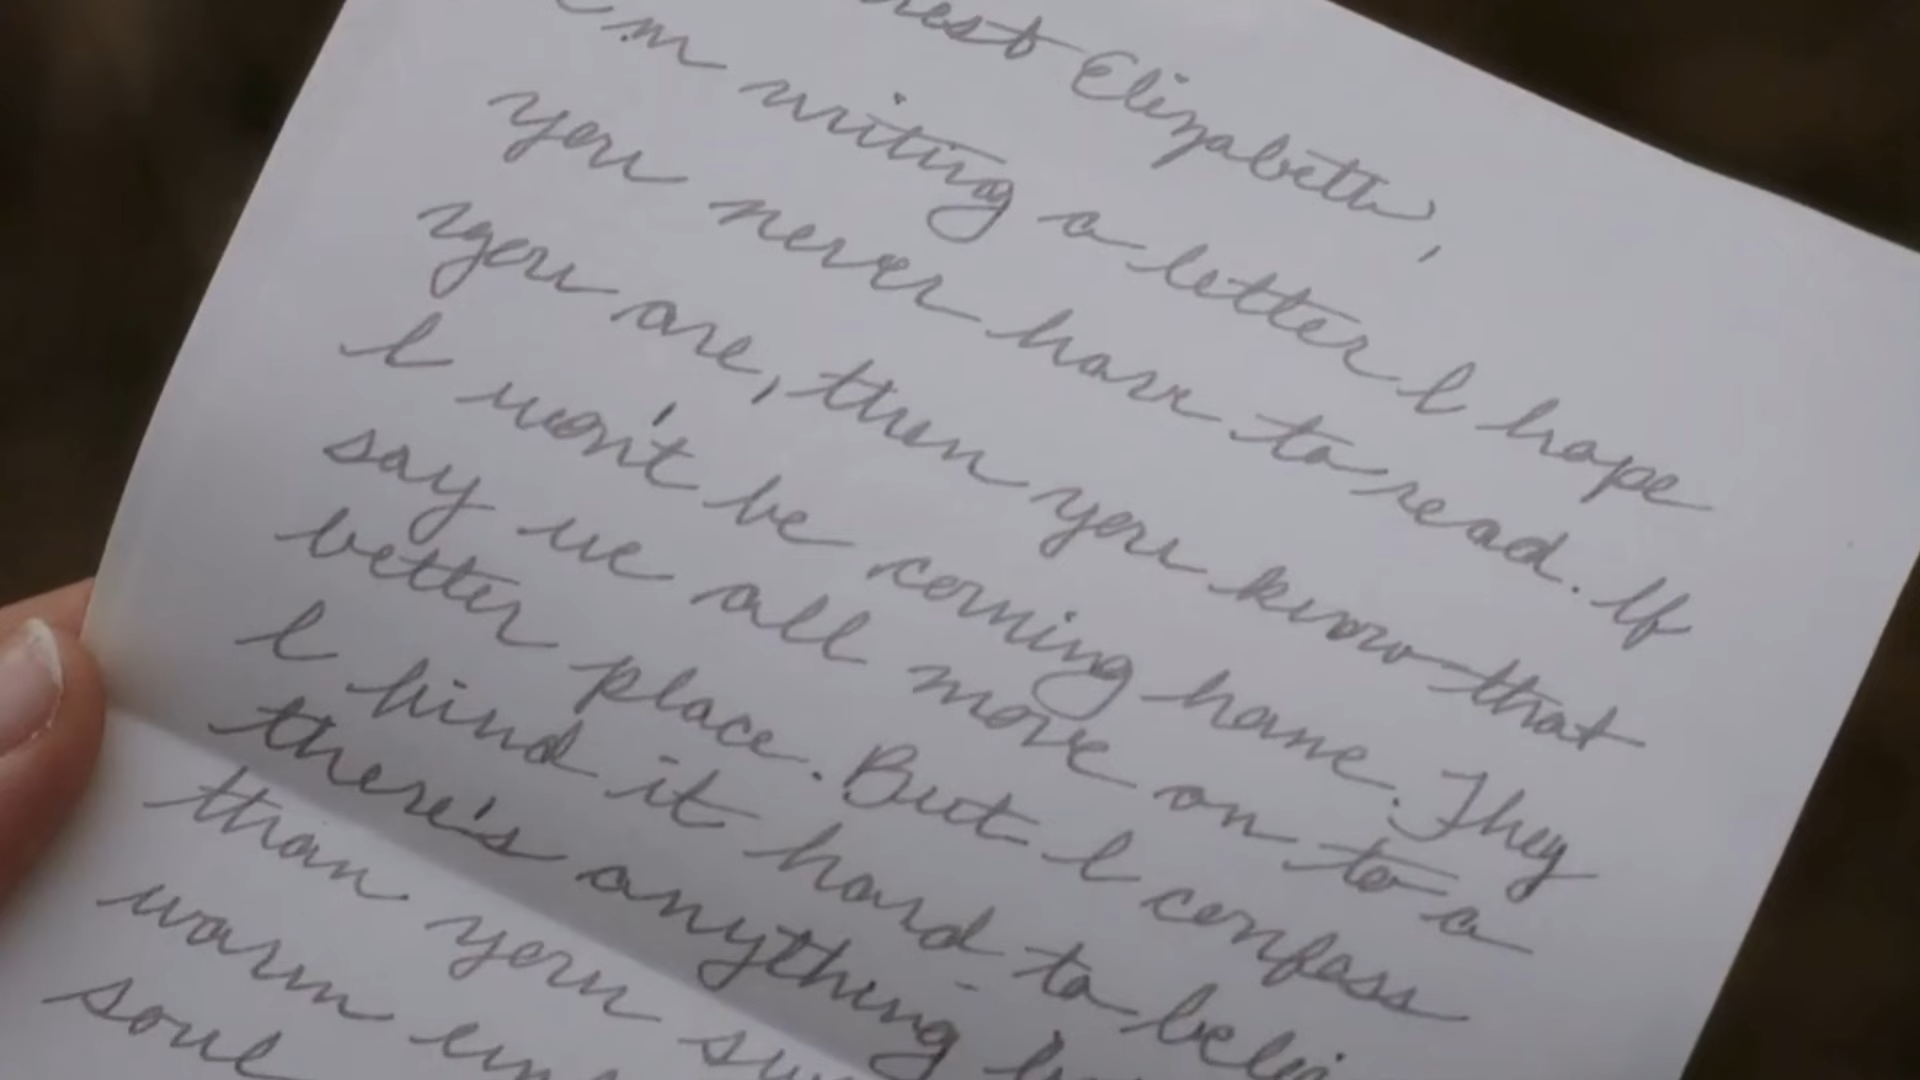 Elizabeth,
writing a letter I hope
you never have to read. If
you are, then you know that
I won't be coming home. They
say we all move on to a
better place. But I confess
I find it hard to
there's anything
than your
warm
soul